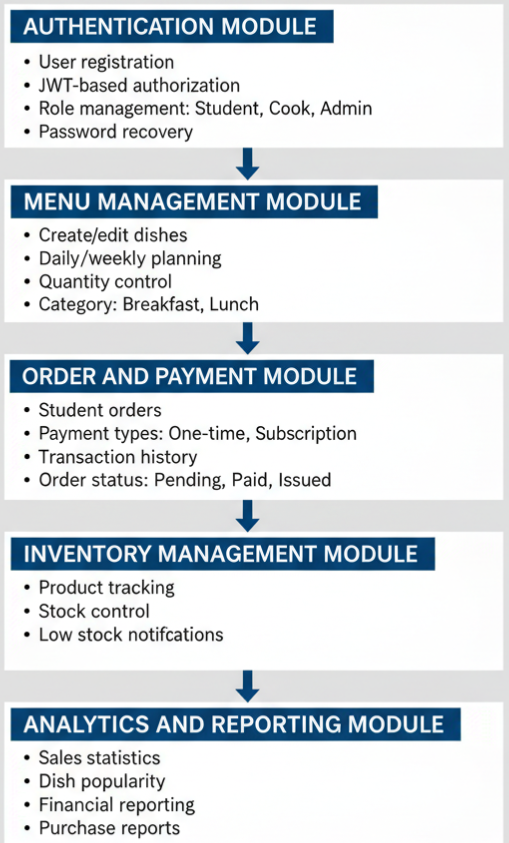 AUTHENTICATION MODULE
• User registration
• JWT-based authorization
• Role management: Student, Cook, Admin
• Password recovery
MENU MANAGEMENT MODULE
• Create/edit dishes
• Daily/weekly planning
• Quantity control
• Category: Breakfast, Lunch
ORDER AND PAYMENT MODULE
• Student orders
• Payment types: One-time, Subscription
• Transaction history
• Order status: Pending, Paid, Issued
INVENTORY MANAGEMENT MODULE
• Product tracking
• Stock control
• Low stock notifcations
ANALYTICS AND REPORTING MODULE
• Sales statistics
• Dish popularity
• Financial reporting
• Purchase reports